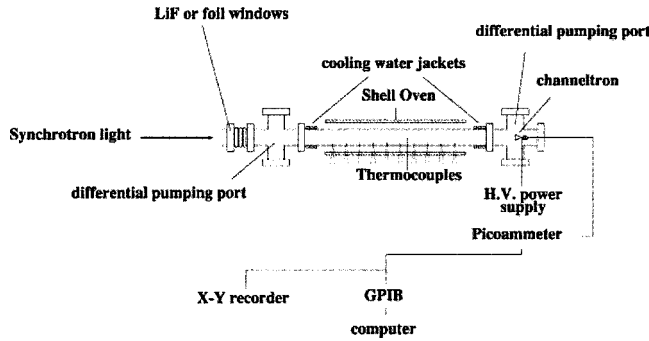 LiF or foil windows
differential pumping port
cooling water jackets
channeltron
Shell Oven
Synchrotron light
Thermocouples
differential pumping port
H.V. power
supply
Picoammeter
X-Y recorder
GPIB
computer